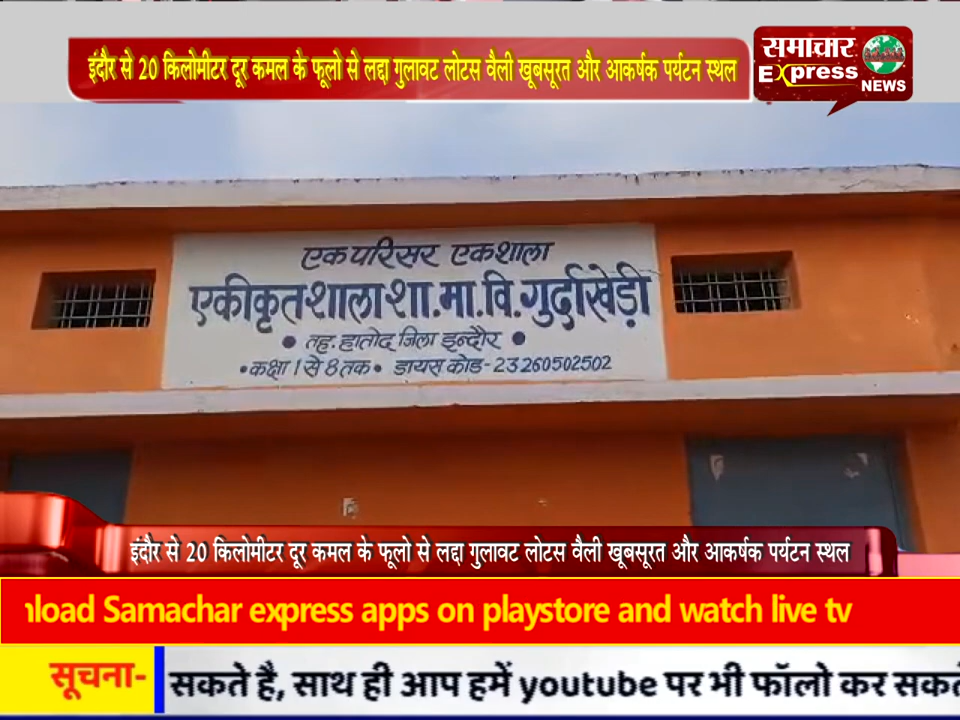 इंदौर से 20 किलोमीटर दूर कमल के फूलो से लद्दा गुलावट लोटस वैली खूबसूरत और आकर्षक पर्यटन स्थल
समाचार
Express
NEWS
एक परिसर एक शाला
एकीकृत शाला शा.मा.वि. गुर्दाखेड़ी
• तह. हातोद जिला इन्दौर •
• कक्षा 1 से 8 तक • डायस कोड-23260502502
इंदौर से 20 किलोमीटर दूर कमल के फूलो से लद्दा गुलावट लोटस वैली खूबसूरत और आकर्षक पर्यटन स्थल
nload Samachar express apps on playstore and watch live tv
सूचना-
सकते है, साथ ही आप हमें youtube पर भी फॉलो कर सकते